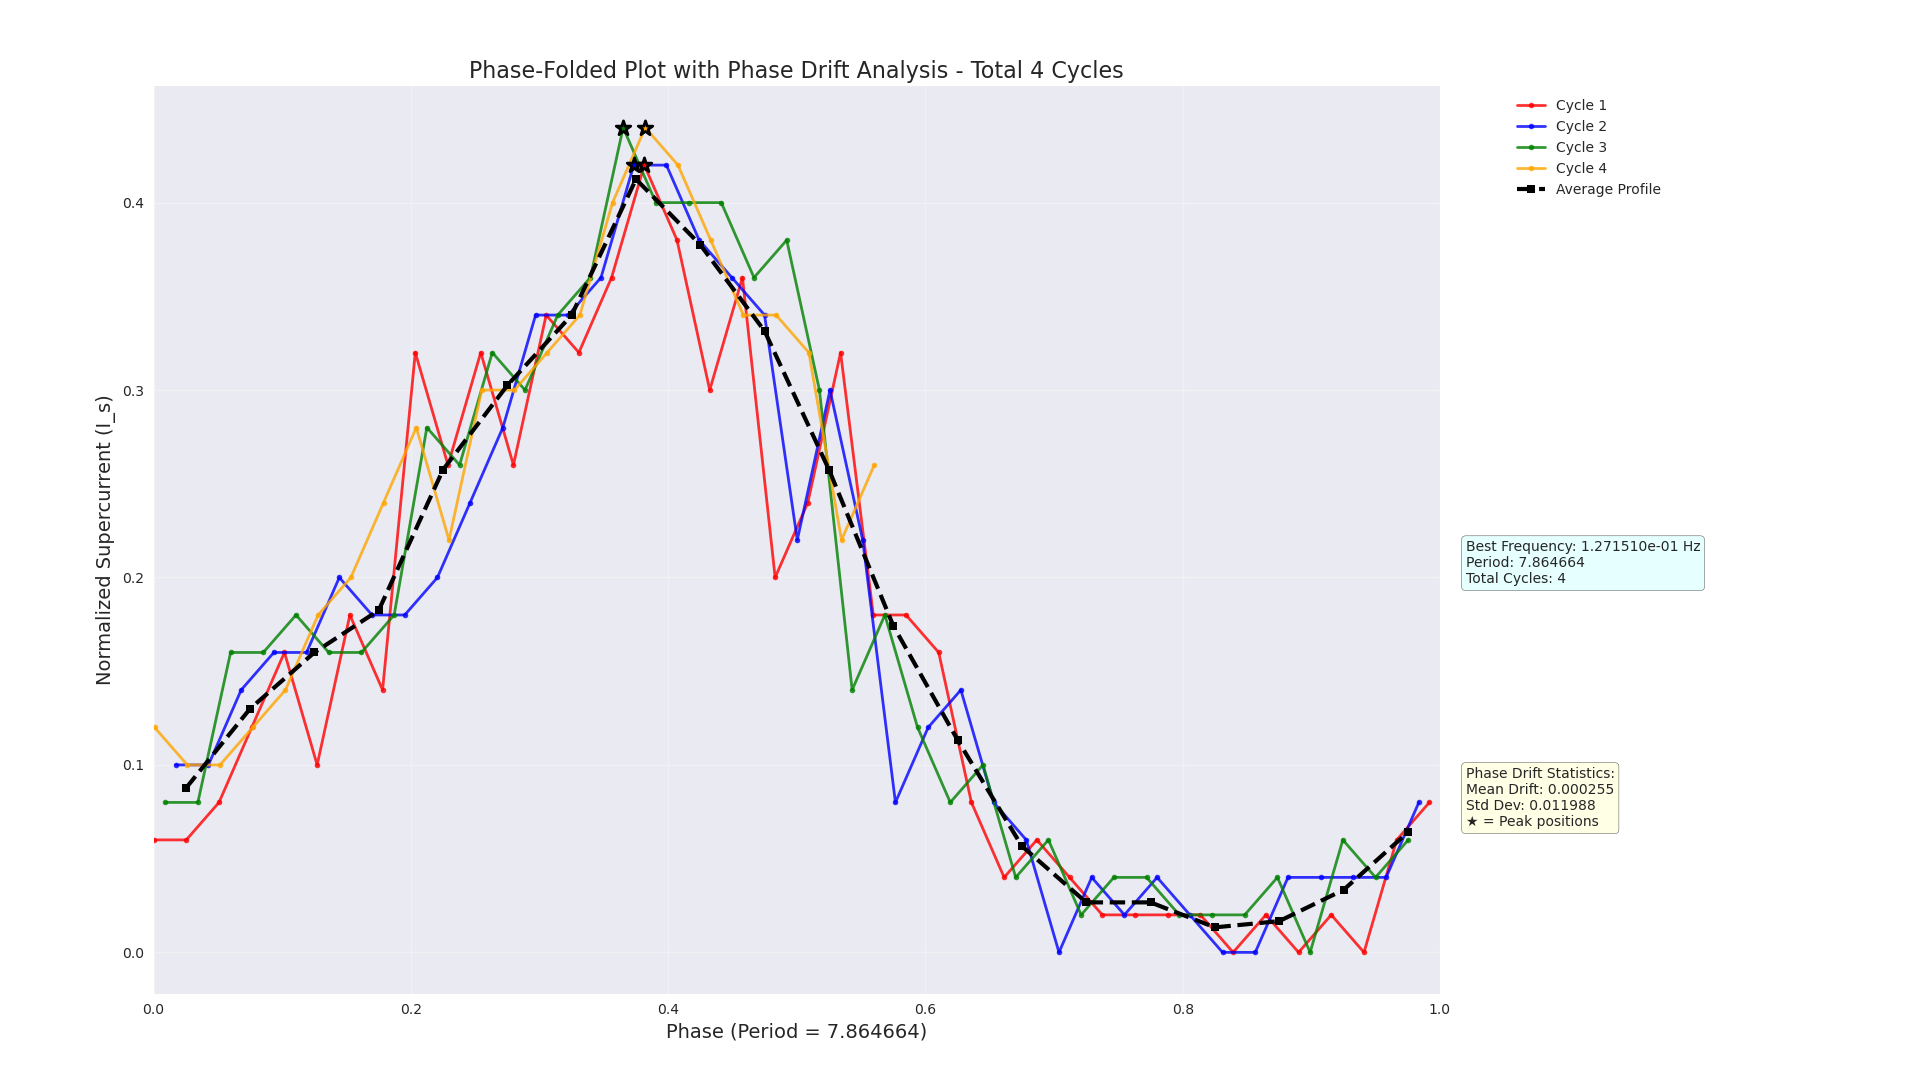 Phase-Folded Plot with Phase Drift Analysis - Total 4 Cycles
Cycle 1
Cycle 2
Cycle 3
Cycle 4
Average Profile
Normalized Supercurrent (I_s)
0.4
0.3
0.2
0.1
0.0
0.0 0.2 0.4 0.6 0.8 1.0
Phase (Period = 7.864664)
Best Frequency: 1.271510e-01 Hz
Period: 7.864664
Total Cycles: 4
Phase Drift Statistics:
Mean Drift: 0.000255
Std Dev: 0.011988
★ = Peak positions